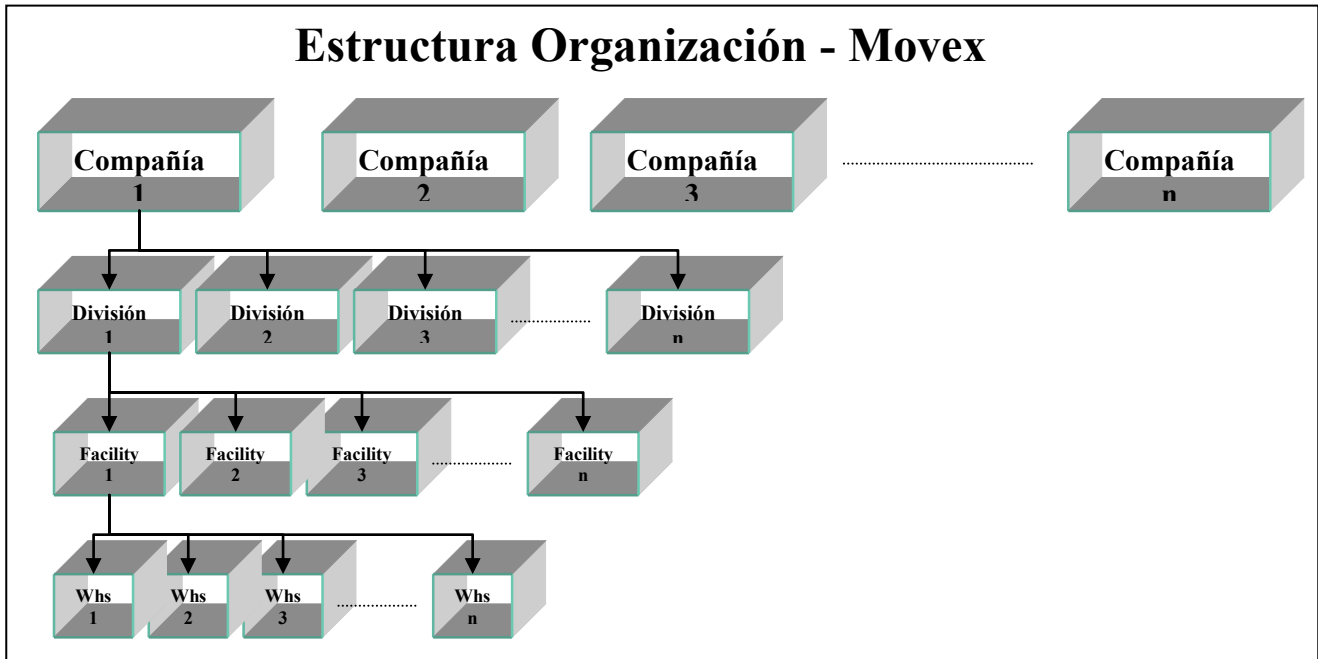 Estructura Organización - Movex
Compañía
1
Compañía
2
Compañía
3
Compañía
n
División
1
División
2
División
3
División
n
Facility
1
Facility
2
Facility
3
Facility
n
Whs
1
Whs
2
Whs
3
Whs
n